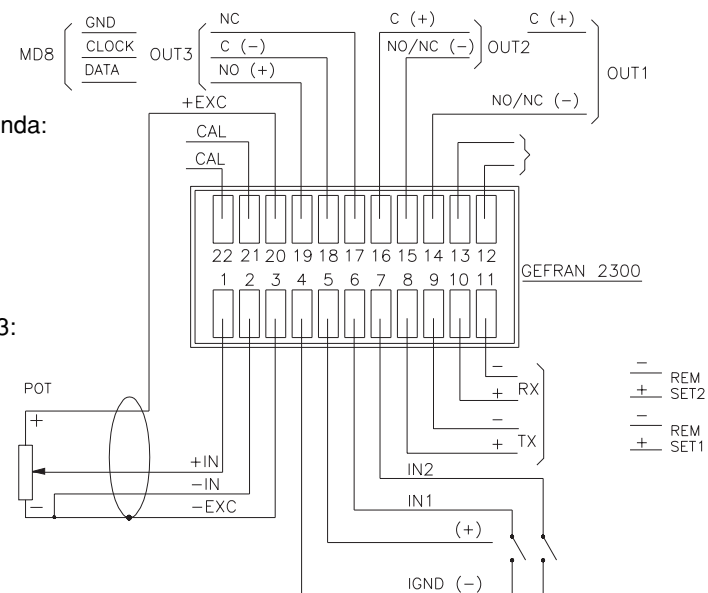 GND
NC
C (+)
C (+)
MD8
CLOCK
OUT3
C (-)
NO/NC (-)
OUT2
DATA
NO (+)
OUT1
+EXC
NO/NC (-)
nda:
CAL
CAL
22 21 20 19 18 17 16 15 14 13 12
1 2 3 4 5 6 7 8 9 10 11
GEFRAN 2300
3:
POT
-
+
RX
-
+
TX
-
+
REM
SET2
-
+
REM
SET1
+
-
+IN
-IN
-EXC
IN2
IN1
(+)
IGND (-)